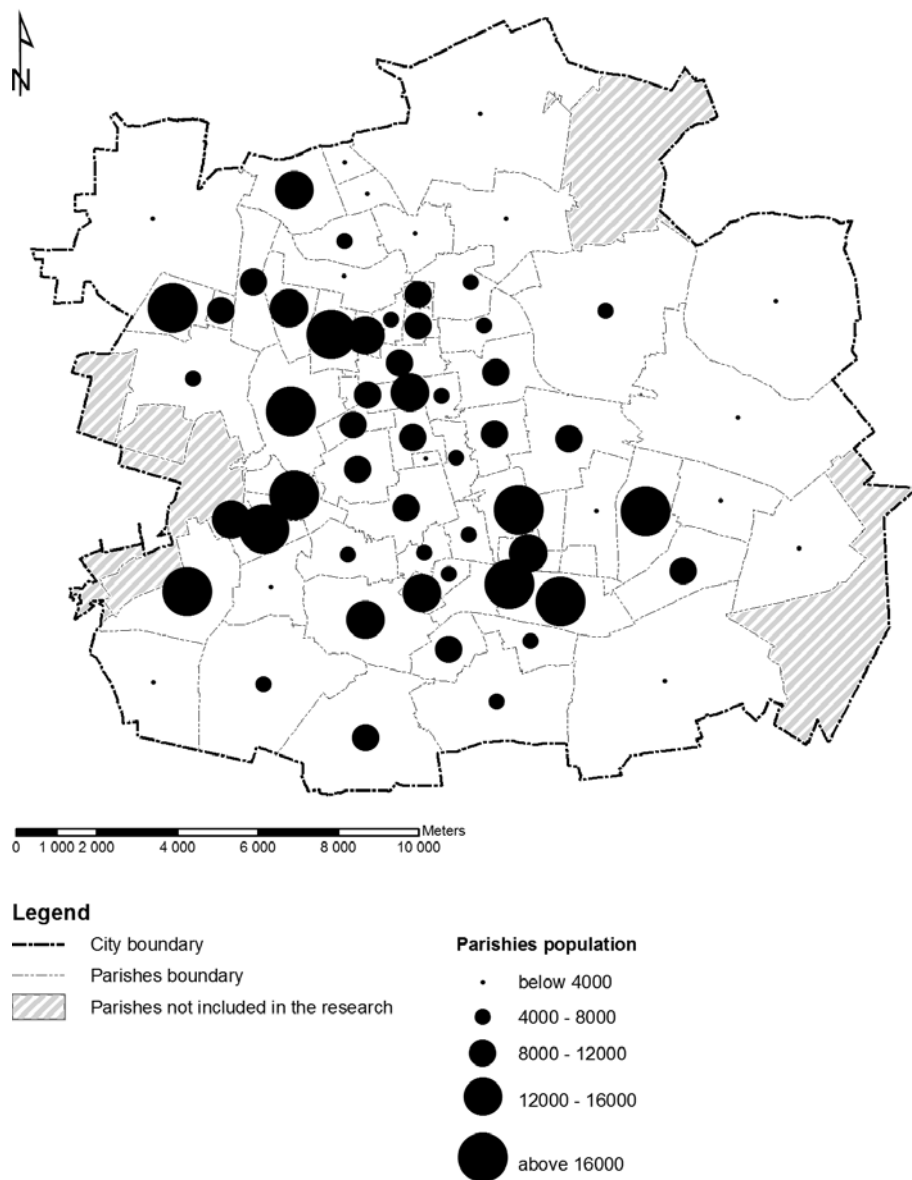 N
Meters
0 1 000 2 000 4 000 6 000 8 000 10 000
Legend
City boundary
Parishes boundary
Parishes not included in the research
Parishies population
below 4000
4000 - 8000
8000 - 12000
12000 - 16000
above 16000